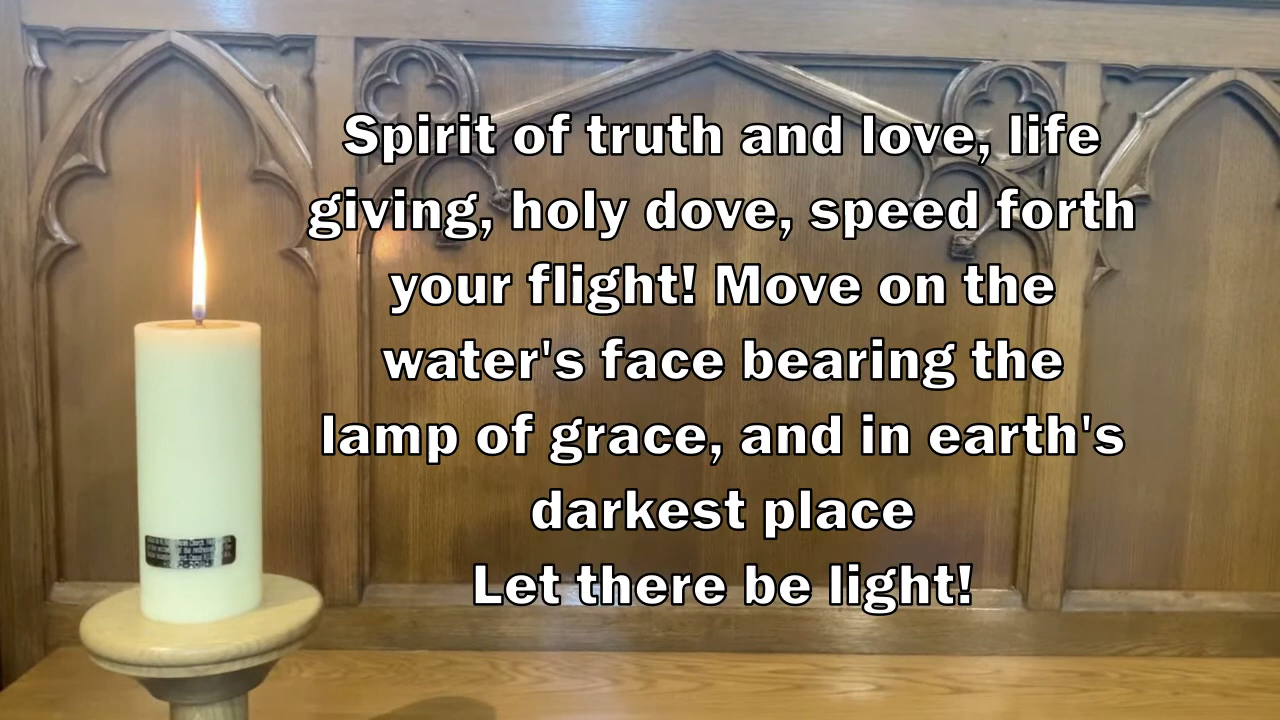 Spirit of truth and love, life
giving, holy dove, speed forth
your flight! Move on the
water's face bearing the
lamp of grace, and in earth's
darkest place
Let there be light!